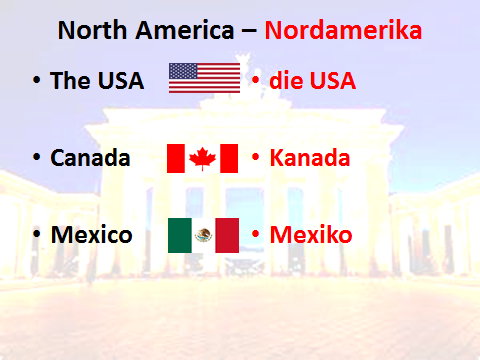 North America – Nordamerika
• The USA • die USA
• Canada • Kanada
• Mexico • Mexiko